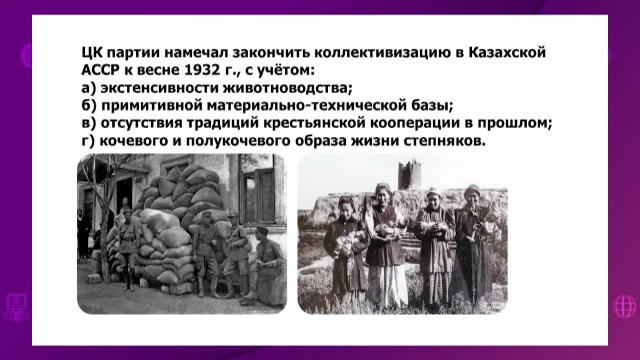 ЦК партии намечал закончить коллективизацию в Казахской
АССР к весне 1932 г., с учётом:
а) экстенсивности животноводства;
б) примитивной материально-технической базы;
в) отсутствия традиций крестьянской кооперации в прошлом;
г) кочевого и полукочевого образа жизни степняков.